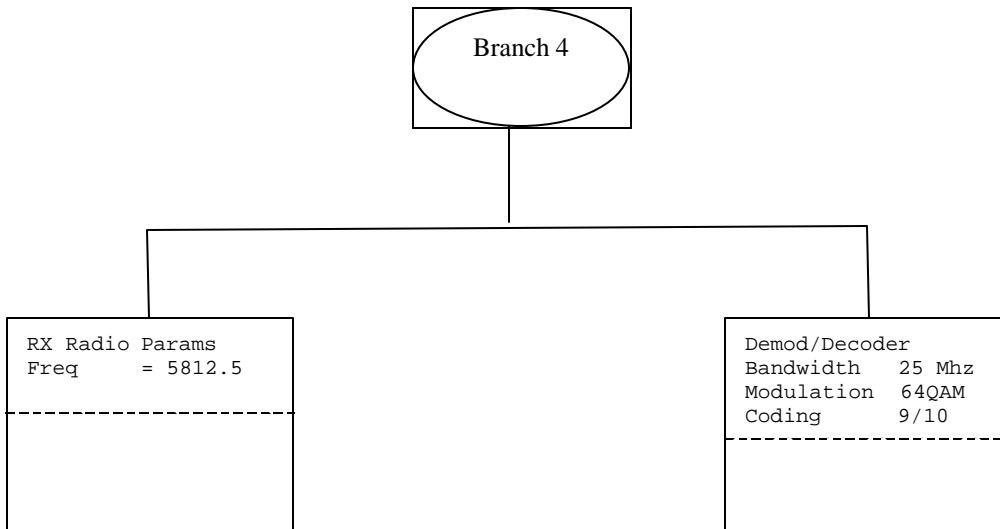 Branch 4
RX Radio Params
Freq = 5812.5
Demod/Decoder
Bandwidth 25 Mhz
Modulation 64QAM
Coding 9/10